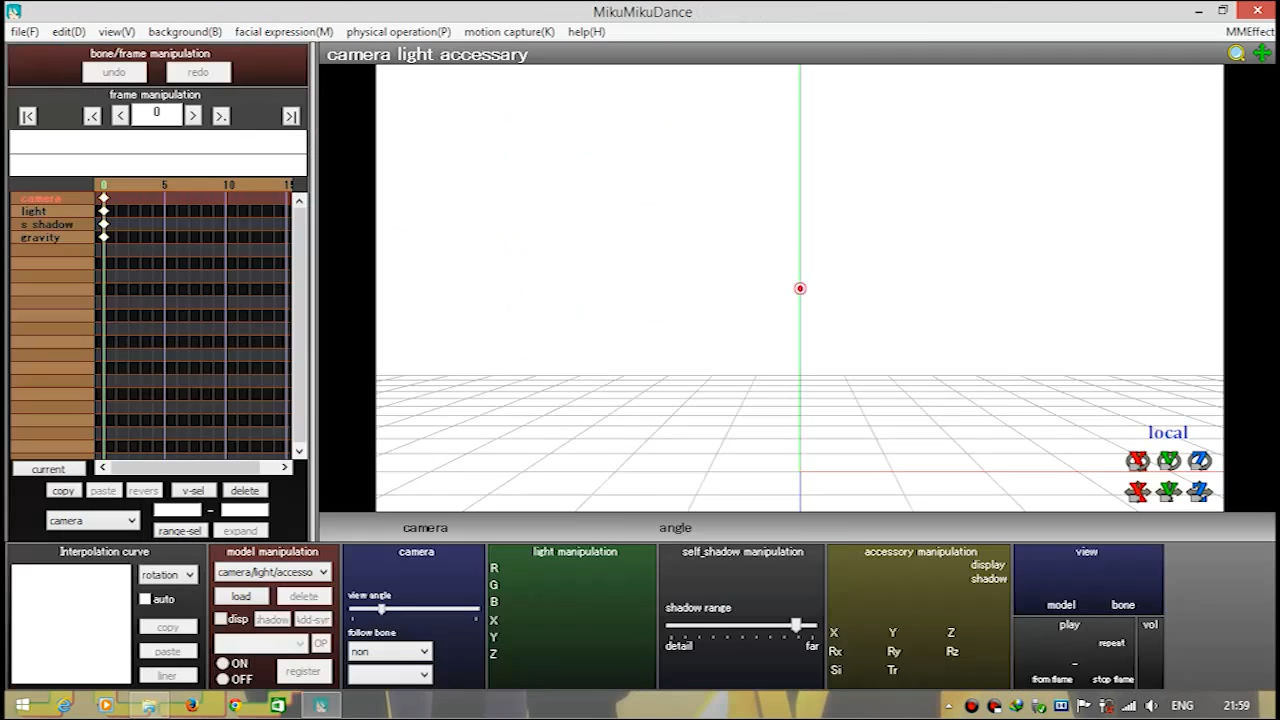 MikuMikuDance
file(F) edit(D) view(V) background(B) facial expression(M) physical operation(P) motion capture(K) help(H) MMEffect
bone/frame manipulation
undo redo
camera light accessary
frame manipulation
|< .< < 0 > >. >|
0 5 10
camera
light
s shadow
gravity
local
X Y Z
X Y Z
current
copy paste revers v-sel delete
camera -
range-sel expand
camera angle
Interpolation curve
rotation
auto
copy
paste
liner
model manipulation
camera/light/accesso
load delete
disp
OP
ON
OFF
register
camera
view angle
follow bone
non
light manipulation
R
G
B
X
Y
Z
self_shadow manipulation
shadow range
detail far
accessory manipulation
display
shadow
X Y Z
Rx Ry Rz
Si Tr
view
model bone
play vol
repeat
-
from flame stop flame
ENG 21:59